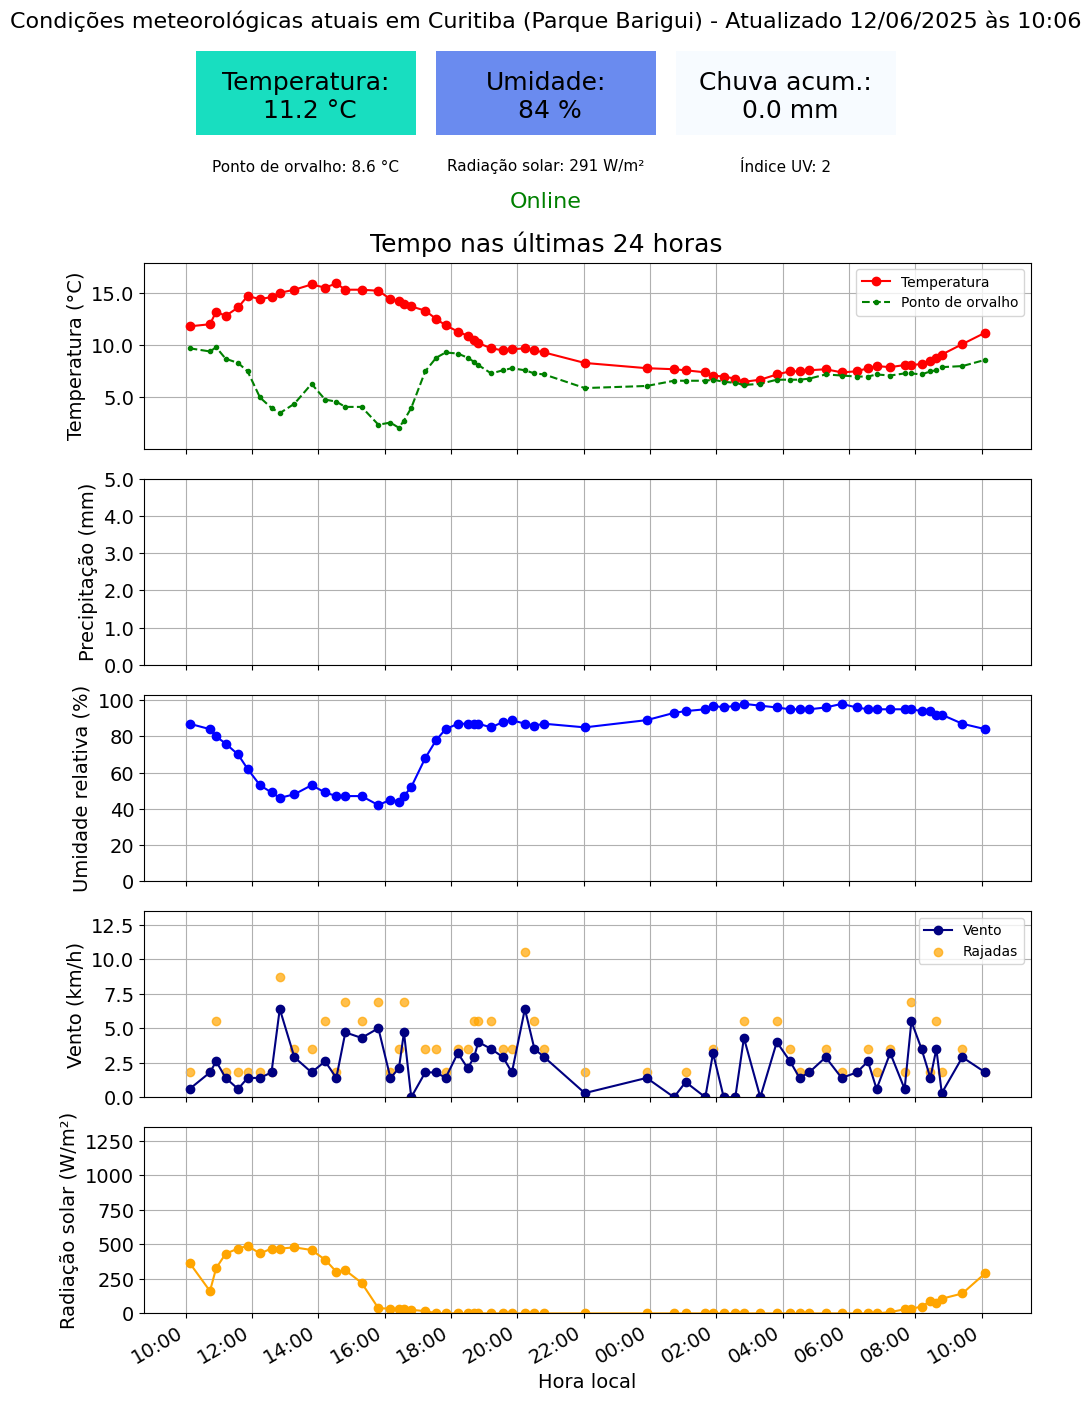 Condições meteorológicas atuais em Curitiba (Parque Barigui) - Atualizado 12/06/2025 às 10:06
Temperatura:
11.2 °C
Umidade:
84 %
Chuva acum.:
0.0 mm
Ponto de orvalho: 8.6 °C
Radiação solar: 291 W/m²
Índice UV: 2
Online
Tempo nas últimas 24 horas
Temperatura (°C)
15.0
10.0
5.0
Temperatura
Ponto de orvalho
Precipitação (mm)
5.0
4.0
3.0
2.0
1.0
0.0
Umidade relativa (%)
100
80
60
40
20
0
Vento (km/h)
12.5
10.0
7.5
5.0
2.5
0.0
Vento
Rajadas
Radiação solar (W/m²)
1250
1000
750
500
250
0
10:00
12:00
14:00
16:00
18:00
20:00
22:00
00:00
02:00
04:00
06:00
08:00
10:00
Hora local